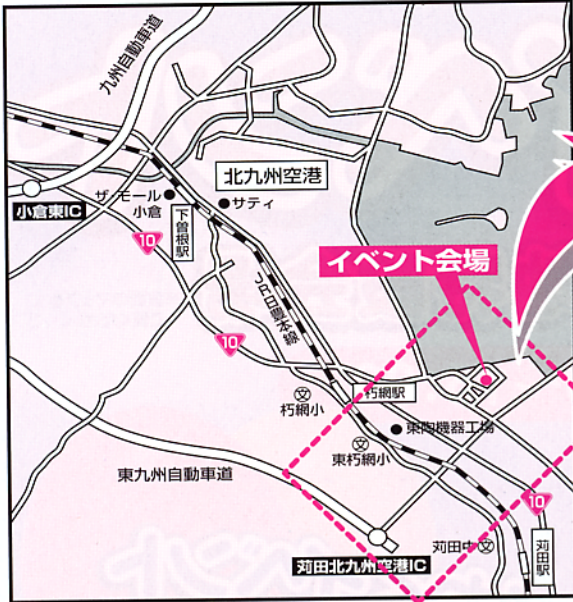 九州自動車道
北九州空港
ザ・モール
小倉
サティ
小倉東IC
下曽根駅
10
イベント会場
JR日豊本線
10
朽網駅
朽網小
文
東陶機器工場
文
東朽網小
東九州自動車道
10
苅田北九州空港IC
苅田中
文
苅田駅